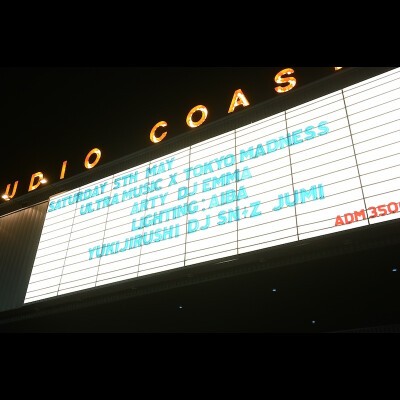 UDIO COAS
SATURDAY 5TH MAY
ULTRA MUSIC X TOKYO MADNESS
ARTY DJ EMMA
LIGHTING: AIBA
YUKIJIRUSHI DJ SN:Z JUMI
ADM 350